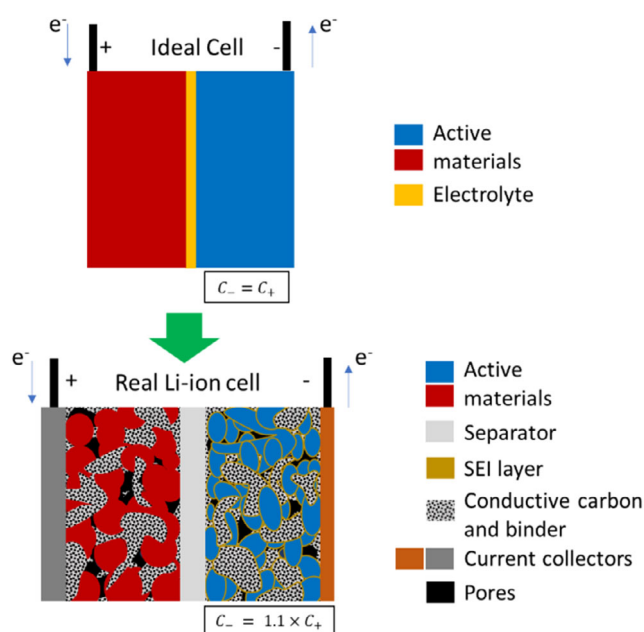 e-
+ Ideal Cell -
e-
Active
materials
Electrolyte
C₋ = C₊
e-
+ Real Li-ion cell -
e-
Active
materials
Separator
SEI layer
Conductive carbon
and binder
Current collectors
Pores
C₋ = 1.1 × C₊